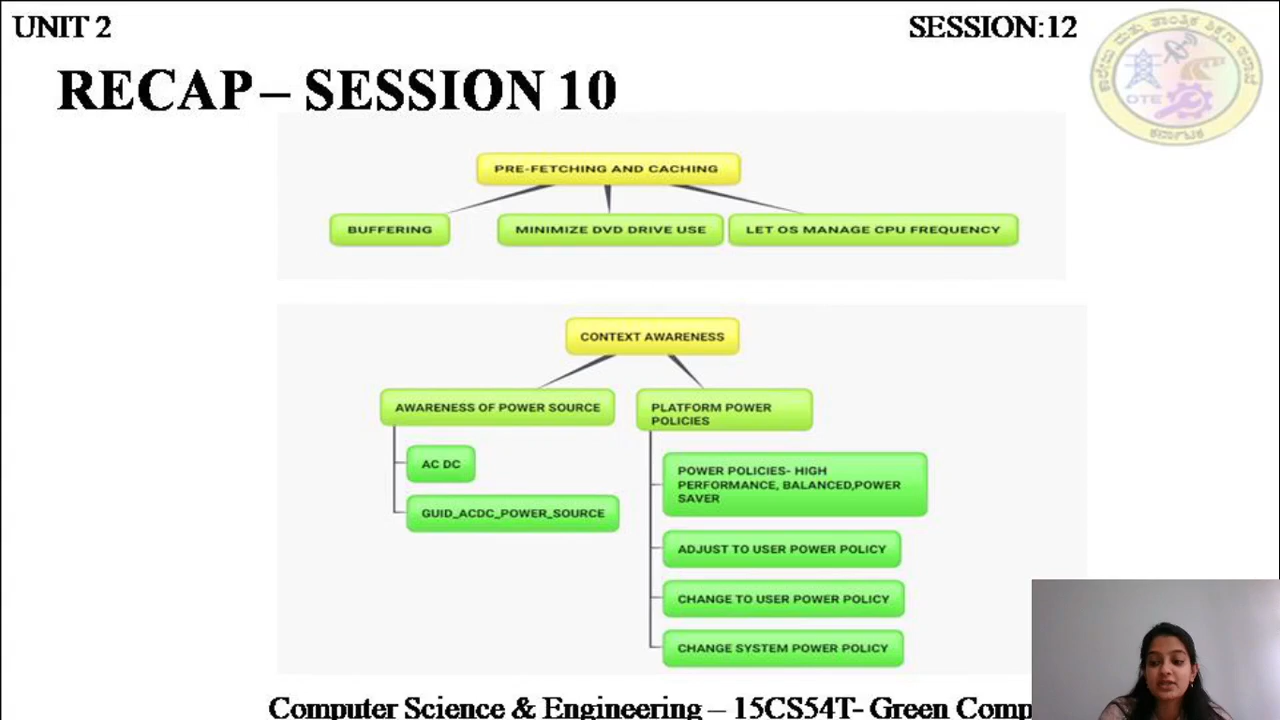 UNIT 2
SESSION:12
RECAP – SESSION 10
PRE-FETCHING AND CACHING
BUFFERING
MINIMIZE DVD DRIVE USE
LET OS MANAGE CPU FREQUENCY
CONTEXT AWARENESS
AWARENESS OF POWER SOURCE
AC DC
GUID_ACDC_POWER_SOURCE
PLATFORM POWER
POLICIES
POWER POLICIES- HIGH
PERFORMANCE, BALANCED,POWER
SAVER
ADJUST TO USER POWER POLICY
CHANGE TO USER POWER POLICY
CHANGE SYSTEM POWER POLICY
DTE
Computer Science & Engineering – 15CS54T- Green Comp